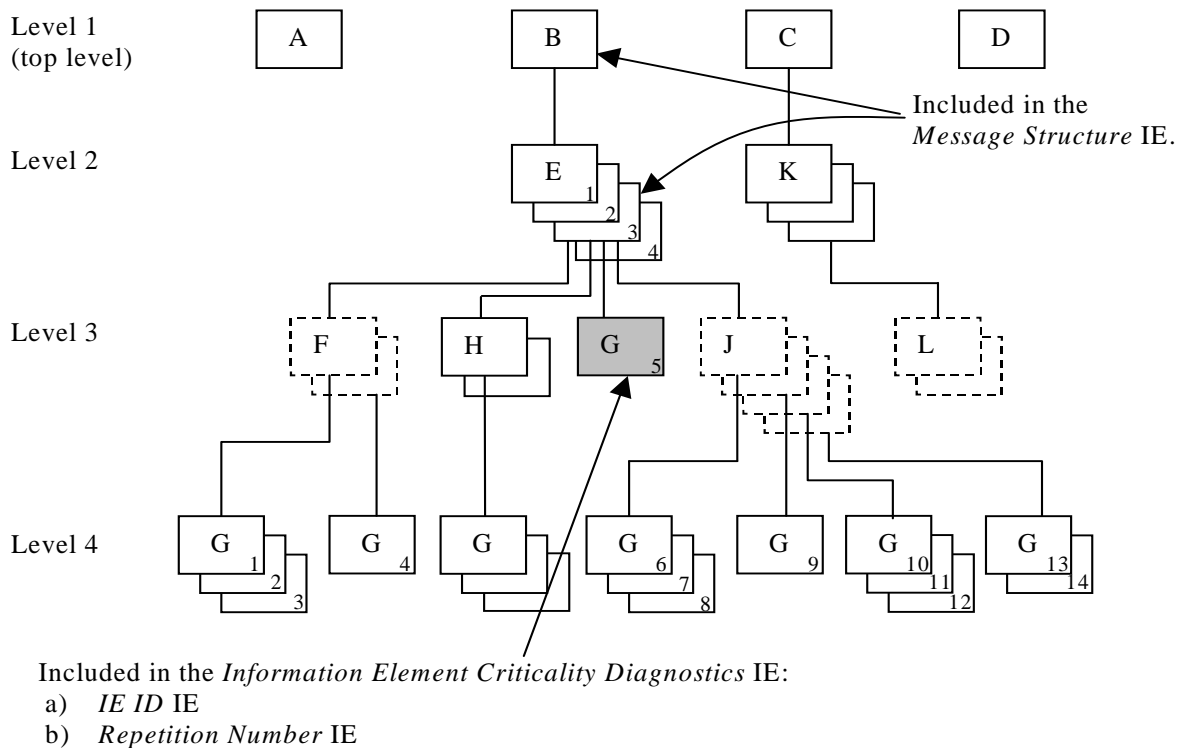 Level 1
(top level)
A
B
C
D
Included in the
Message Structure IE.
Level 2
E
1
2
3
4
K
Level 3
F
H
G
5
J
L
Level 4
G
1
2
3
G
4
G
G
6
7
8
G
9
G
10
11
12
G
13
14
Included in the Information Element Criticality Diagnostics IE:
a) IE ID IE
b) Repetition Number IE